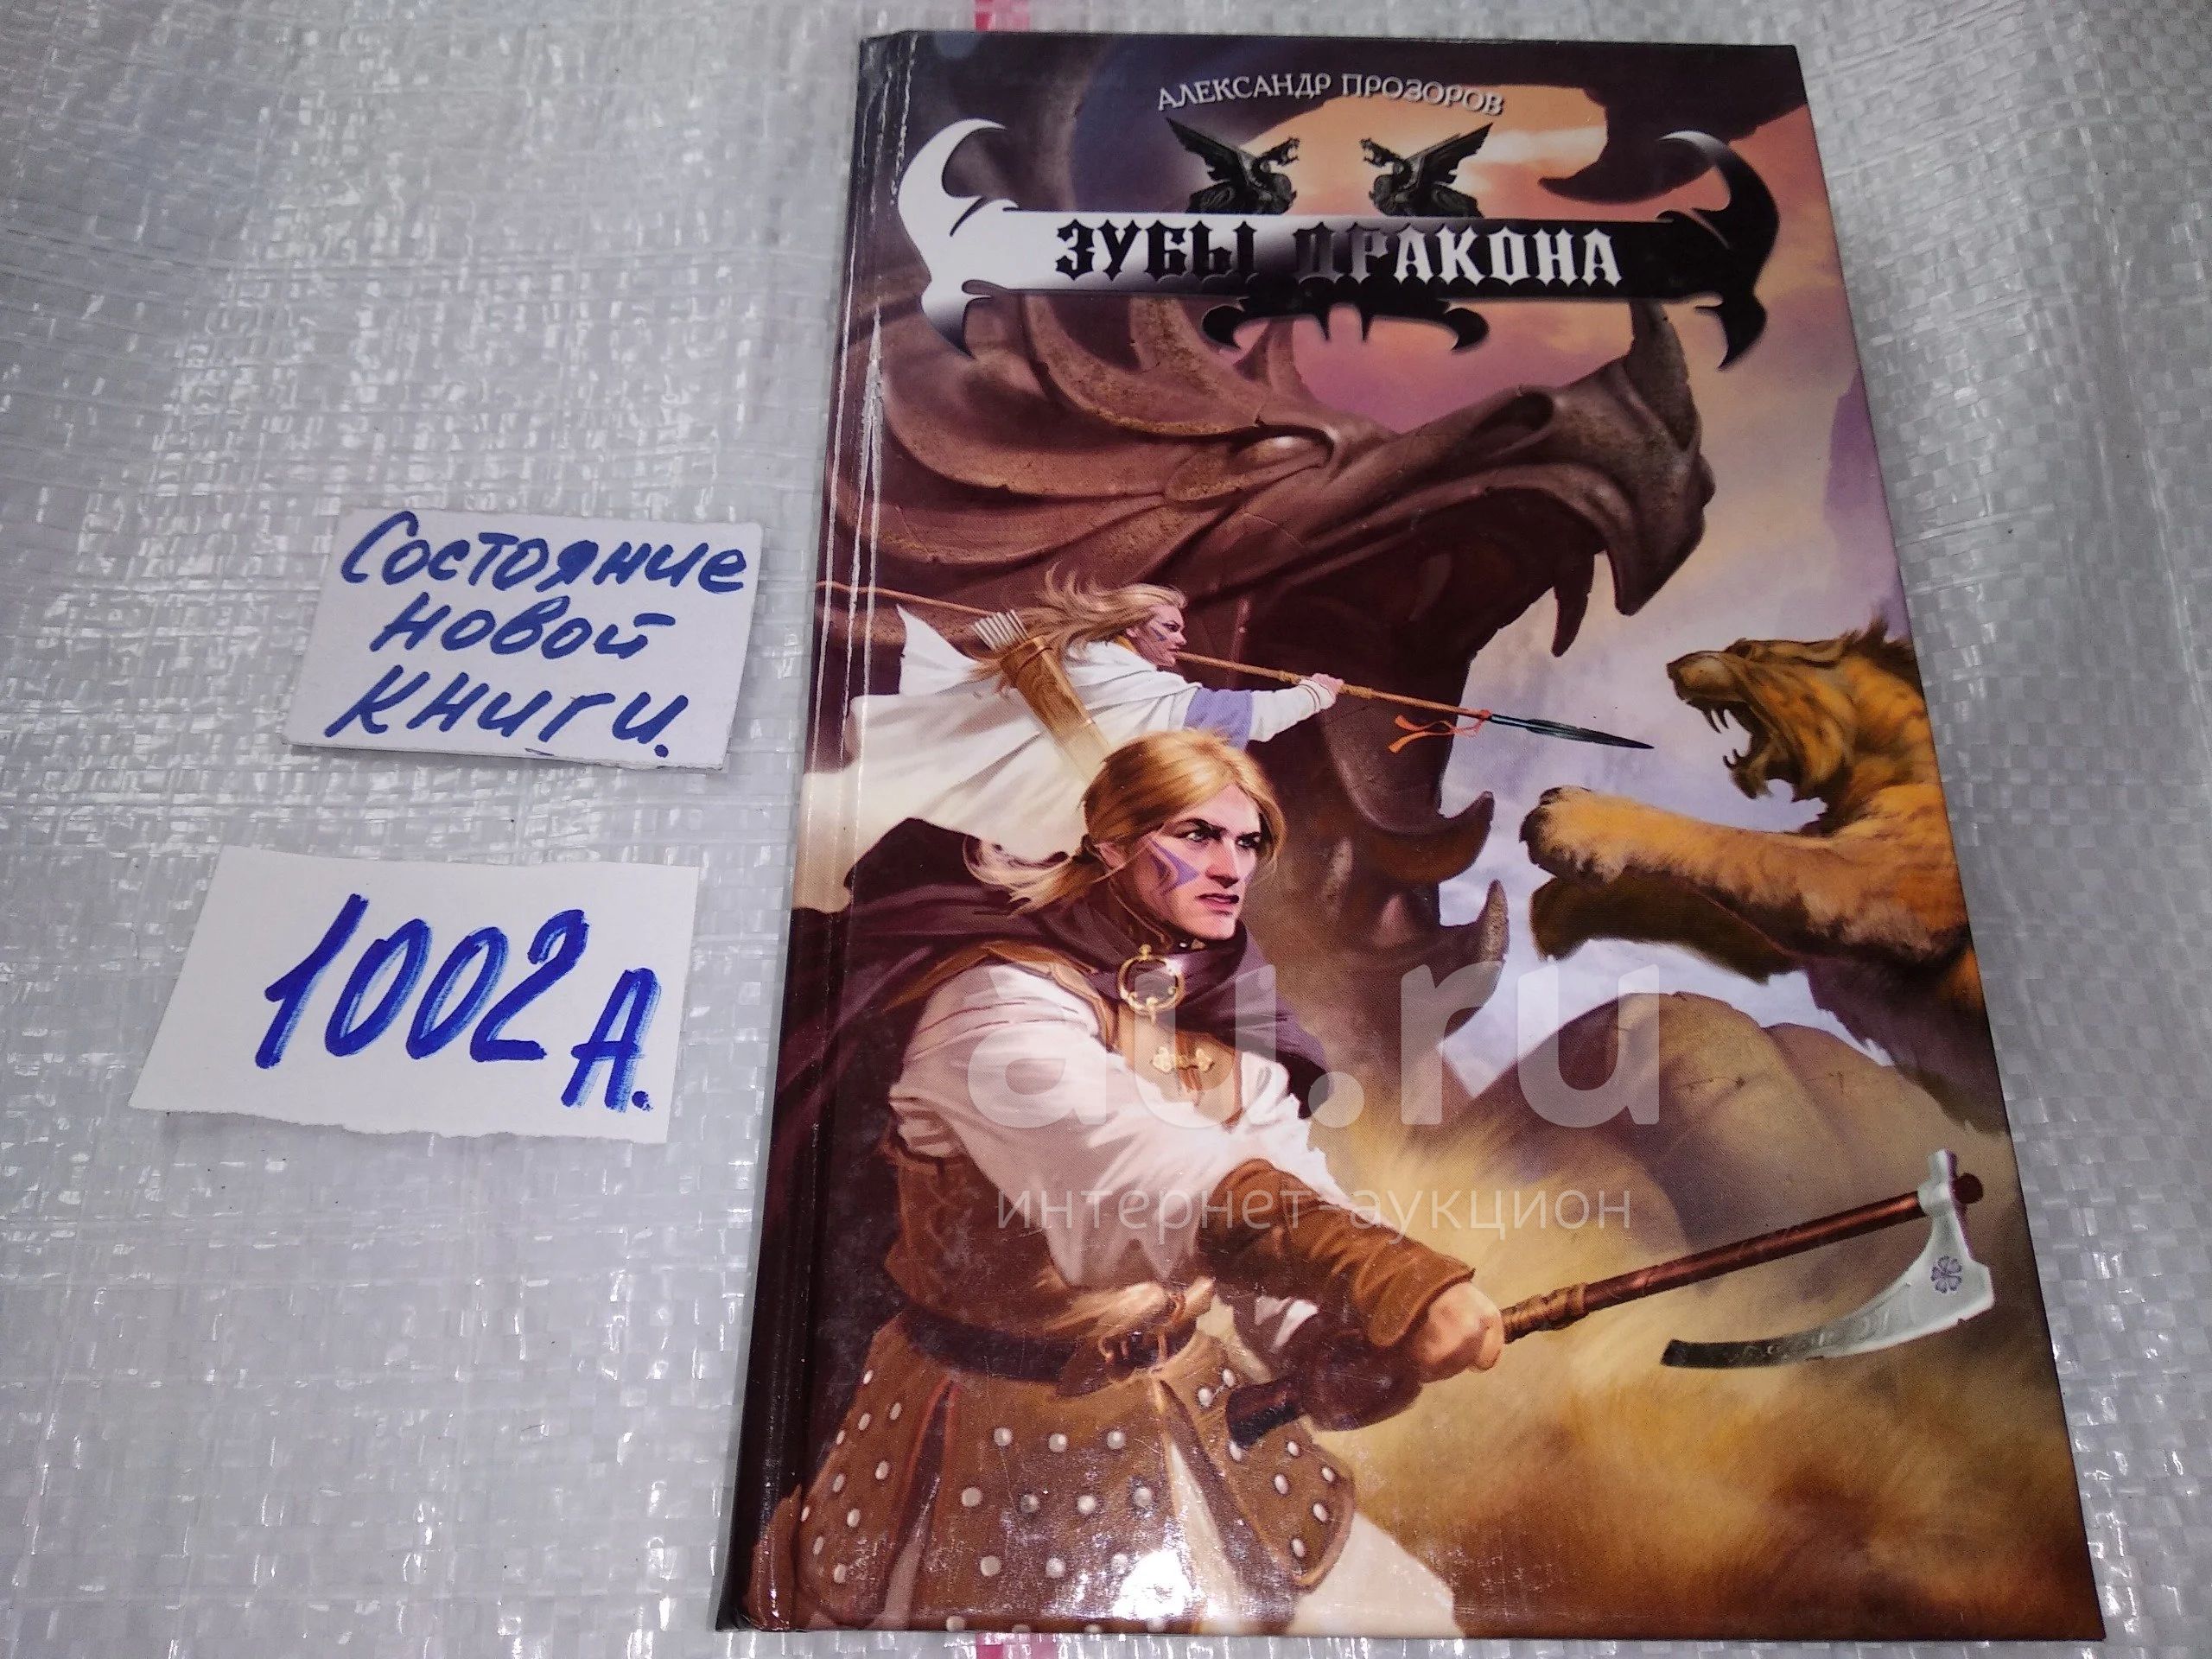 АЛЕКСАНДР ПРОЗОРОВ
ЗУБЫ ДРАКОНА
Состояние
новой
книги.
1002А.
au.ru
интернет-аукцион